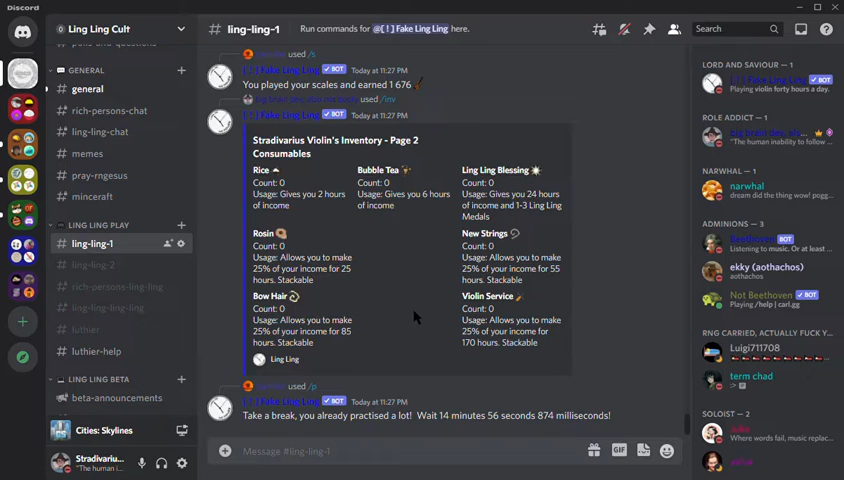 Discord
Ling Ling Cult
ling-ling-1
Run commands for @[ ! ] Fake Ling Ling here.
Search
GENERAL
general
rich-persons-chat
ling-ling-chat
memes
pray-rngesus
minceraft
LING LING PLAY
ling-ling-1
ling-ling-2
rich-persons-ling-ling
ling-ling-ling-ling
luthier
luthier-help
LING LING BETA
beta-announcements
Cities: Skylines
Stradivariu...
"The human i...
used /s
[ ! ] Fake Ling Ling BOT Today at 11:27 PM
You played your scales and earned 1 676
used /inv
[ ! ] Fake Ling Ling BOT Today at 11:27 PM
Stradivarius Violin's Inventory - Page 2
Consumables
Rice
Count: 0
Usage: Gives you 2 hours
of income
Bubble Tea
Count: 0
Usage: Gives you 6 hours
of income
Ling Ling Blessing
Count: 0
Usage: Gives you 24 hours
of income and 1-3 Ling Ling
Medals
Rosin
Count: 0
Usage: Allows you to make
25% of your income for 25
hours. Stackable
New Strings
Count: 0
Usage: Allows you to make
25% of your income for 55
hours. Stackable
Bow Hair
Count: 0
Usage: Allows you to make
25% of your income for 85
hours. Stackable
Violin Service
Count: 0
Usage: Allows you to make
25% of your income for
170 hours. Stackable
Ling Ling
used /p
[ ! ] Fake Ling Ling BOT Today at 11:27 PM
Take a break, you already practised a lot! Wait 14 minutes 56 seconds 874 milliseconds!
Message #ling-ling-1
LORD AND SAVIOUR — 1
[ ! ] Fake Ling Ling BOT
Playing violin forty hours a day.
ROLE ADDICT — 1
big brain dev, ah...
"The human inability to follow ...
NARWHAL — 1
narwhal
dream did the thing wow! pogg...
ADMINIONS — 3
Beethoven BOT
Listening to music. Or at least ...
ekky (aothachos)
aothachos
Not Beethoven BOT
Playing /help | carl.gg
RNG CARRIED, ACTUALLY FUCK Y...
Luigi711708
term chad
SOLOIST — 2
Where words fail, music replac...